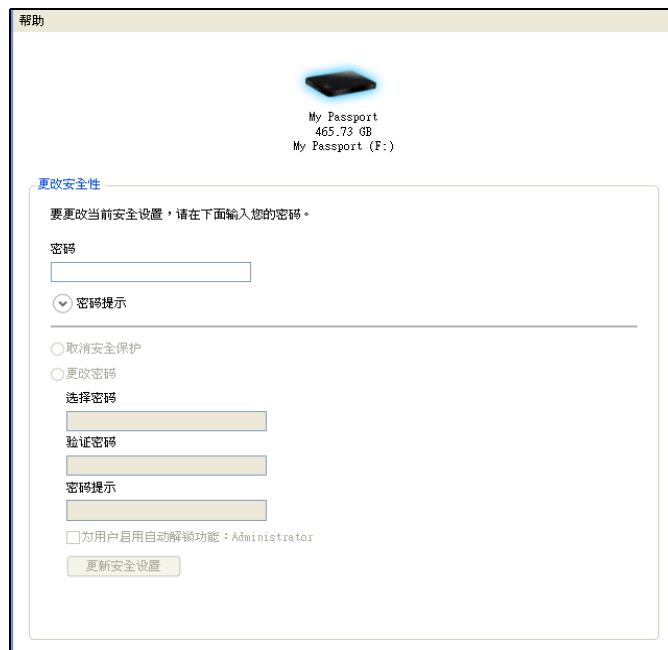 帮助
My Passport
465.73 GB
My Passport (F:)
更改安全性
要更改当前安全设置，请在下面输入您的密码。
密码
密码提示
取消安全保护
更改密码
选择密码
验证密码
密码提示
为用户启用自动解锁功能：Administrator
更新安全设置